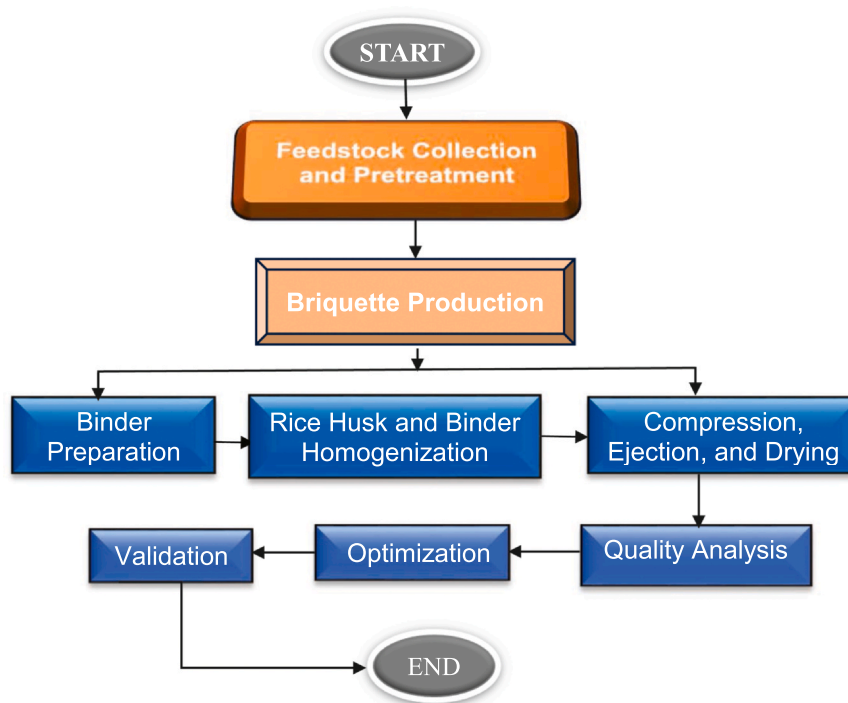 START
Feedstock Collection
and Pretreatment
Briquette Production
Binder
Preparation
Rice Husk and Binder
Homogenization
Compression,
Ejection, and Drying
Validation
Optimization
Quality Analysis
END